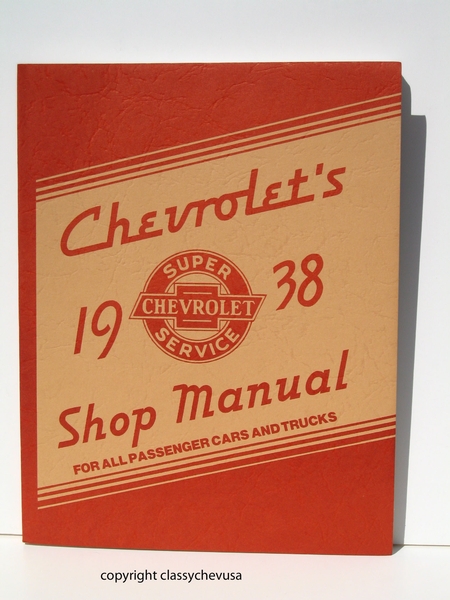 Chevrolet's
19 38
SUPER
CHEVROLET
SERVICE
Shop Manual
FOR ALL PASSENGER CARS AND TRUCKS
copyright classychevusa